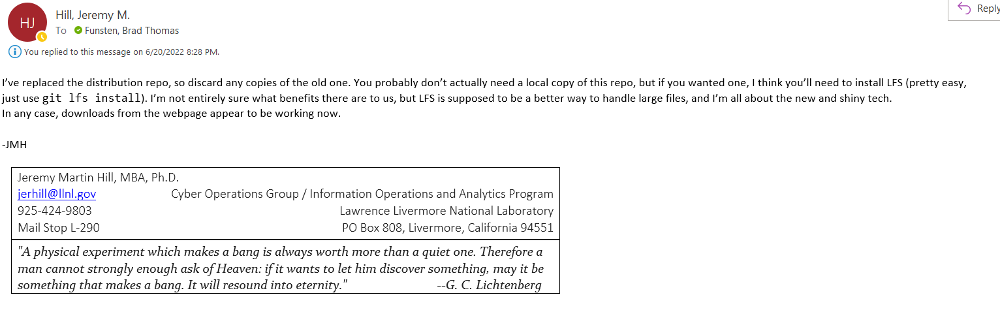 HJ
Hill, Jeremy M.
To Funsten, Brad Thomas
Reply
You replied to this message on 6/20/2022 8:28 PM.
I’ve replaced the distribution repo, so discard any copies of the old one. You probably don’t actually need a local copy of this repo, but if you wanted one, I think you’ll need to install LFS (pretty easy,
just use git lfs install). I’m not entirely sure what benefits there are to us, but LFS is supposed to be a better way to handle large files, and I’m all about the new and shiny tech.
In any case, downloads from the webpage appear to be working now.
-JMH
Jeremy Martin Hill, MBA, Ph.D.
jerhill@llnl.gov Cyber Operations Group / Information Operations and Analytics Program
925-424-9803 Lawrence Livermore National Laboratory
Mail Stop L-290 PO Box 808, Livermore, California 94551
"A physical experiment which makes a bang is always worth more than a quiet one. Therefore a
man cannot strongly enough ask of Heaven: if it wants to let him discover something, may it be
something that makes a bang. It will resound into eternity." --G. C. Lichtenberg